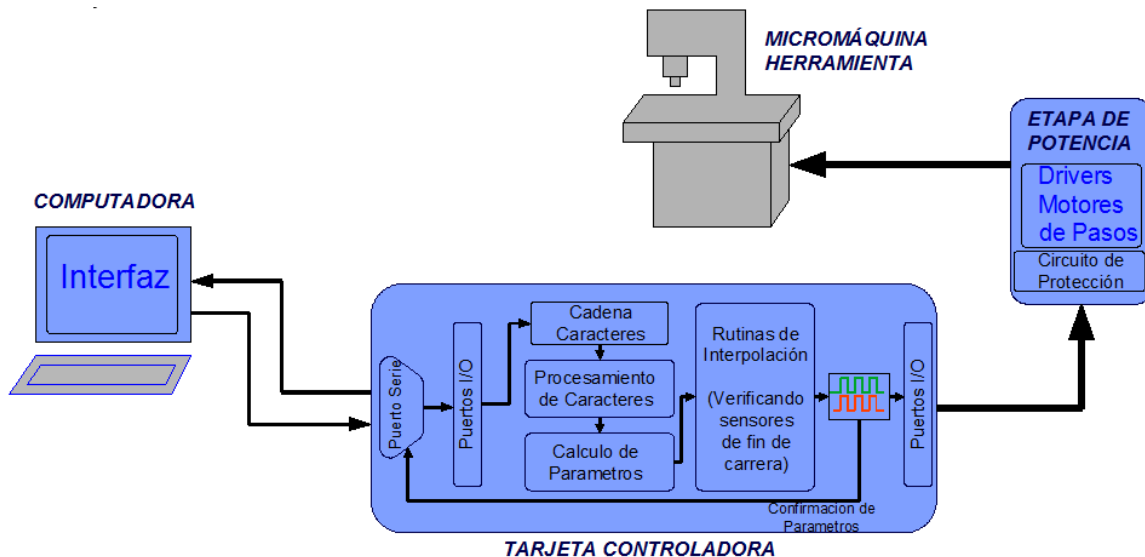 MICROMÁQUINA
HERRAMIENTA
ETAPA DE
POTENCIA
Drivers
Motores
de Pasos
Circuito de
Protección
COMPUTADORA
Interfaz
Puerto Serie
Puertos I/O
Cadena
Caracteres
Procesamiento
de Caracteres
Calculo de
Parametros
Rutinas de
Interpolación
(Verificando
sensores
de fin de
carrera)
Puertos I/O
Confirmacion de
Parametros
TARJETA CONTROLADORA